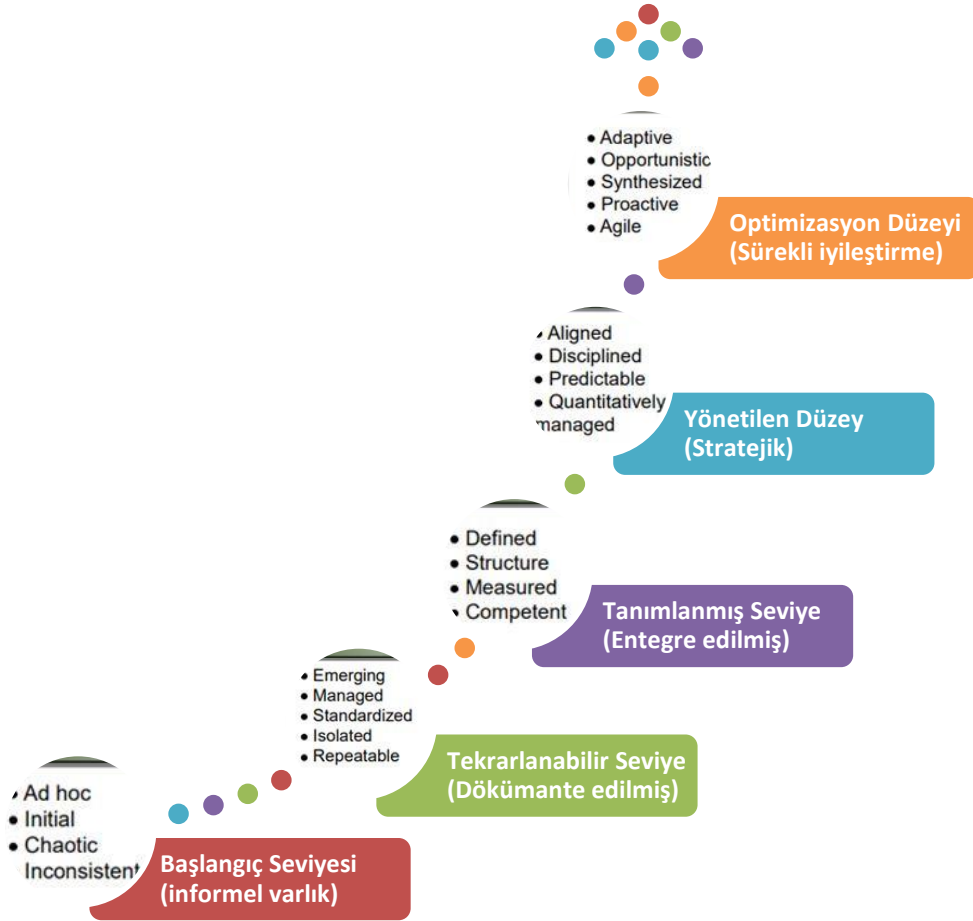 • Adaptive
• Opportunistic
• Synthesized
• Proactive
• Agile
Optimizasyon Düzeyi
(Sürekli iyileştirme)
• Aligned
• Disciplined
• Predictable
• Quantitatively
managed
Yönetilen Düzey
(Stratejik)
• Defined
• Structure
• Measured
• Competent
Tanımlanmış Seviye
(Entegre edilmiş)
• Emerging
• Managed
• Standardized
• Isolated
• Repeatable
Tekrarlanabilir Seviye
(Dökümante edilmiş)
• Ad hoc
• Initial
• Chaotic
Inconsistent
Başlangıç Seviyesi
(informel varlık)